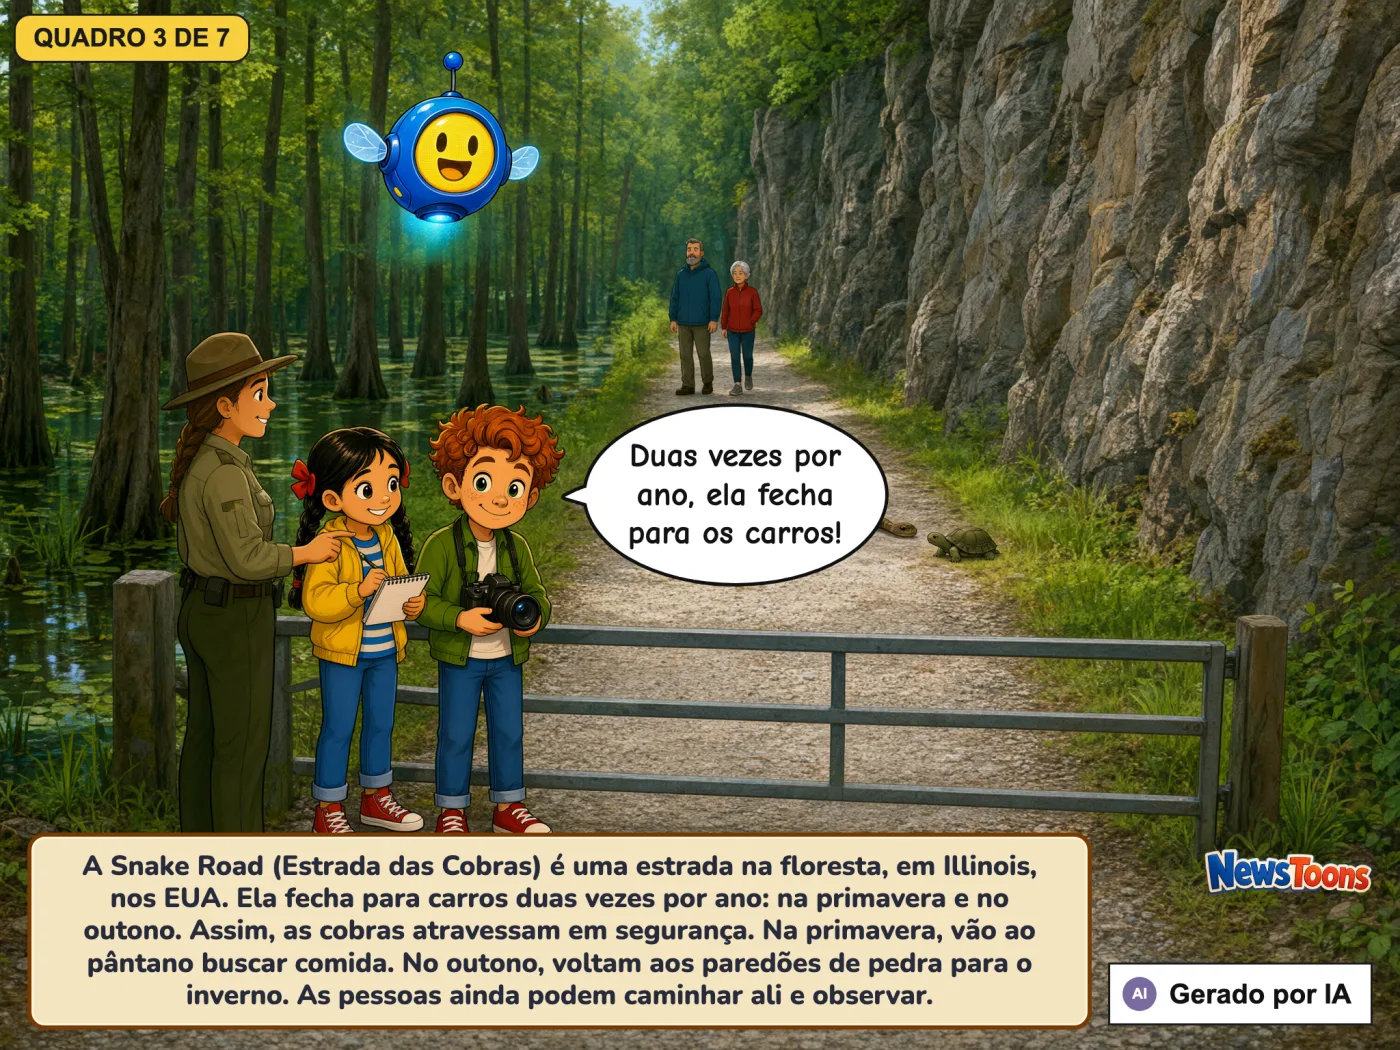 QUADRO 3 DE 7
Duas vezes por
ano, ela fecha
para os carros!
A Snake Road (Estrada das Cobras) é uma estrada na floresta, em Illinois,
nos EUA. Ela fecha para carros duas vezes por ano: na primavera e no
outono. Assim, as cobras atravessam em segurança. Na primavera, vão ao
pântano buscar comida. No outono, voltam aos paredões de pedra para o
inverno. As pessoas ainda podem caminhar ali e observar.
NewsToons
AI Gerado por IA